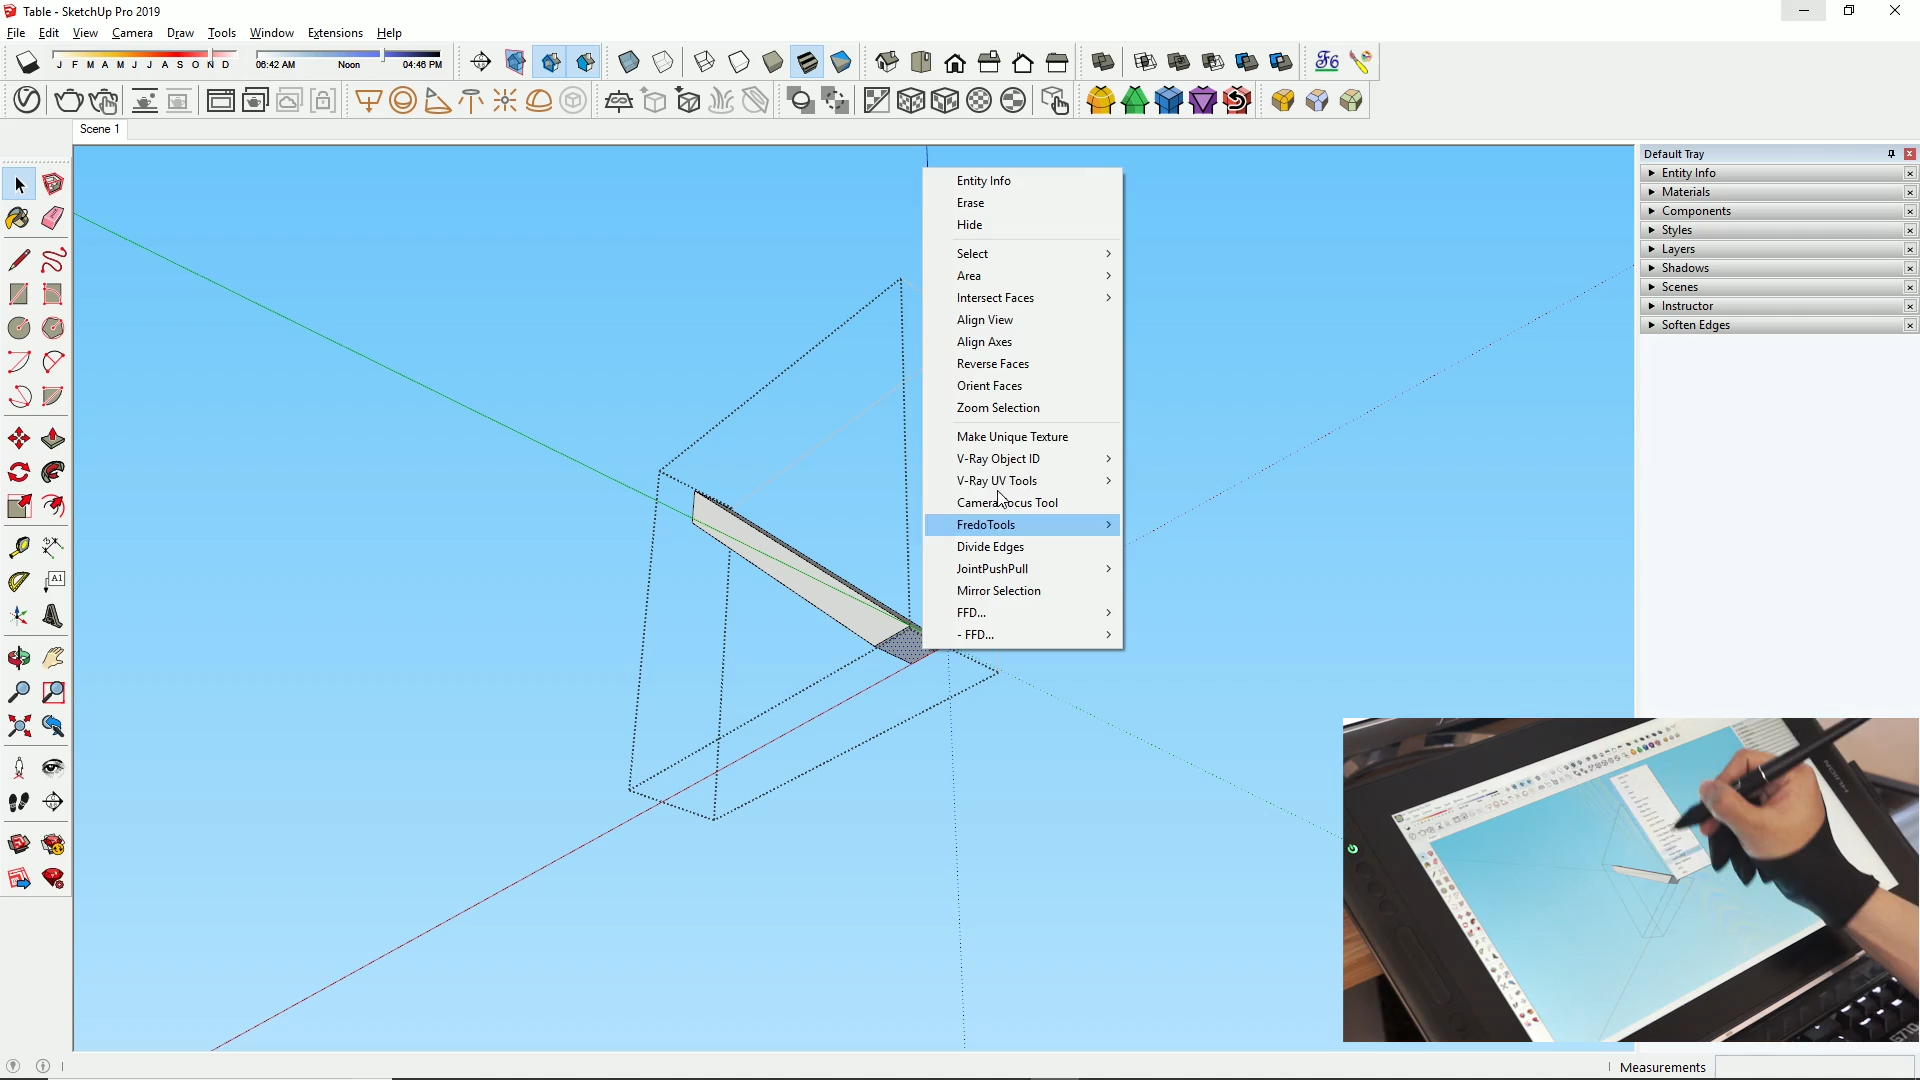 Table - SketchUp Pro 2019
File Edit View Camera Draw Tools Window Extensions Help
J F M A M J J A S O N D 06:42 AM Noon 04:46 PM
Scene 1
Default Tray
Entity Info
Materials
Components
Styles
Layers
Shadows
Scenes
Instructor
Soften Edges
Entity Info
Erase
Hide
Select
Area
Intersect Faces
Align View
Align Axes
Reverse Faces
Orient Faces
Zoom Selection
Make Unique Texture
V-Ray Object ID
V-Ray UV Tools
Camera Focus Tool
FredoTools
Divide Edges
JointPushPull
Mirror Selection
FFD...
- FFD...
A1
HUION
G710
Measurements